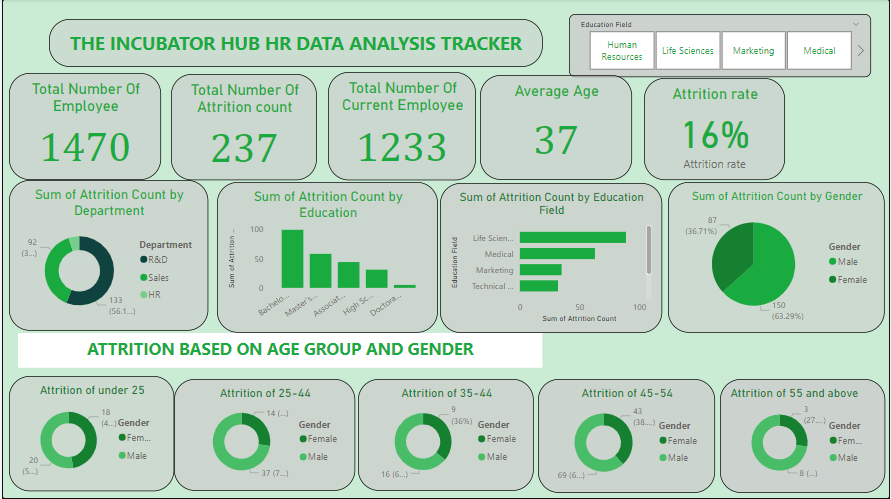 THE INCUBATOR HUB HR DATA ANALYSIS TRACKER
Education Field
Human
Resources
Life Sciences
Marketing
Medical
Total Number Of
Employee
1470
Total Number Of
Attrition count
237
Total Number Of
Current Employee
1233
Average Age
37
Attrition rate
16%
Attrition rate
Sum of Attrition Count by
Department
92
(3...)
133
(56.1...)
Department
R&D
Sales
HR
Sum of Attrition Count by
Education
Sum of Attrition ..
100
50
0
Bachelo...
Master's...
Associat...
High Sc...
Doctora...
Sum of Attrition Count by Education
Field
Education Field
Life Scien...
Medical
Marketing
Technical ...
0
50
100
Sum of Attrition Count
Sum of Attrition Count by Gender
87
(36.71%)
150
(63.29%)
Gender
Male
Female
ATTRITION BASED ON AGE GROUP AND GENDER
Attrition of under 25
18
(4...)
20
(5...)
Gender
Fem...
Male
Attrition of 25-44
14 (...)
37 (7...)
Gender
Female
Male
Attrition of 35-44
9
(36%)
16 (6...)
Gender
Female
Male
Attrition of 45-54
43
(38....)
69 (6...)
Gender
Female
Male
Attrition of 55 and above
3
(27...)
8 (...)
Gender
Fem...
Male